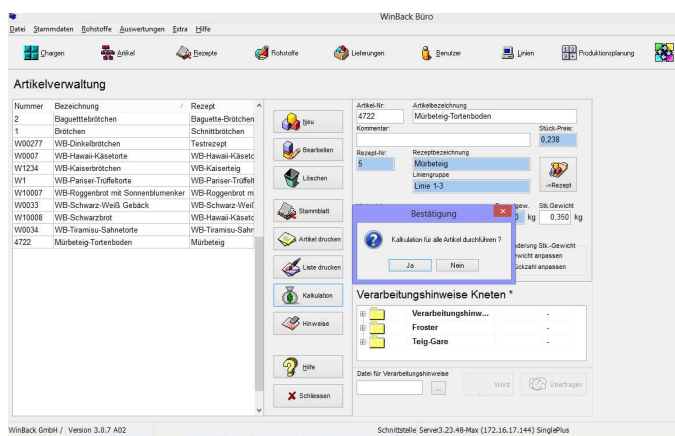 WinBack Büro
Datei Stammdaten Rohstoffe Auswertungen Extra Hilfe
Chargen Artikel Rezepte Rohstoffe Lieferungen Benutzer Linien Produktionsplanung
Artikelverwaltung
Nummer Bezeichnung / Rezept
2 Baguetttebrötchen Baguette-Brötchen
1 Brötchen Schnittbrötchen
W00277 WB-Dinkelbrötchen Testrezept
W0007 WB-Hawaii-Käsetorte WB-Hawaii-Käsetc
W1234 WB-Kaiserbrötchen WB-Kaiserteig
W1 WB-Pariser-Trüffeltorte WB-Pariser-Trüffelt
W10007 WB-Roggenbrot mit Sonnenblumenker WB-Roggenbrot m
W0033 WB-Schwarz-Weiß Gebäck WB-Schwarz-Weiß
W10008 WB-Schwarzbrot WB-Hawaii-Käsetc
W0034 WB-Tiramisu-Sahnetorte WB-Tiramisu-Sahn
4722 Mürbeteig-Tortenboden Mürbeteig
Neu
Bearbeiten
Löschen
Stammblatt
Artikel drucken
Liste drucken
Kalkulation
Hinweise
Hilfe
Schliessen
Artikel-Nr: Artikelbezeichnung
4722 Mürbeteig-Tortenboden
Kommentar: Stück-Preis:
0,238
Rezept-Nr: Rezeptbezeichnung
5 Mürbeteig
Liniengruppe
Linie 1-3
->Rezept
gew. Stk.Gewicht
0 kg 0,350 kg
Bestätigung
Kalkulation für alle Artikel durchführen ?
Ja Nein
nderung Stk.-Gewicht
ewicht anpassen
ückzahl anpassen
Verarbeitungshinweise Kneten *
Verarbeitungshinw... -
Froster -
Teig-Gare -
Datei für Verarbeitungshinweise
... Word Übertragen
WinBack GmbH / Version 3.0.7 A02 Schnittstelle Server3.23.48-Max (172.16.17.144) SinglePlus